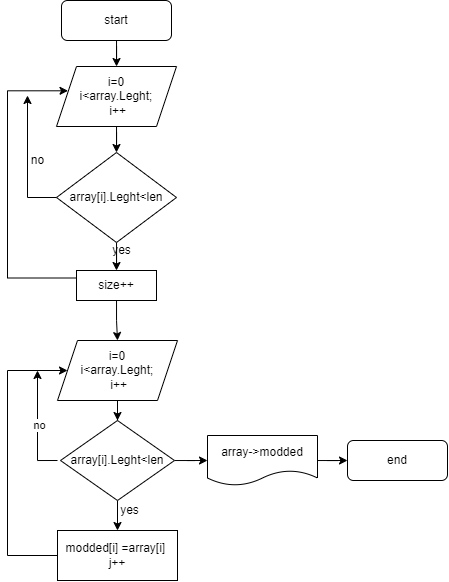 start
i=0
i<array.Leght;
i++
no
array[i].Leght<len
yes
size++
i=0
i<array.Leght;
i++
no
array[i].Leght<len
array->modded
end
yes
modded[i] =array[i]
j++